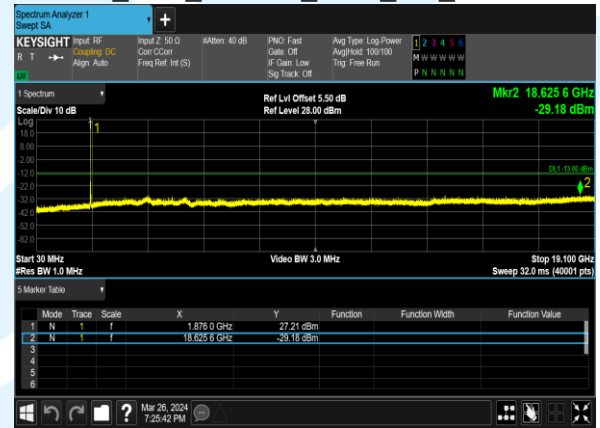 Spectrum Analyzer 1
Swept SA
KEYSIGHT Input: RF Input Z: 50 Ω #Atten: 40 dB PNO: Fast Avg Type: Log-Power 1 2 3 4 5 6
R T Coupling: DC Corr CCorr Gate: Off Avg|Hold: 100/100 M W W W W W
Align: Auto Freq Ref: Int (S) IF Gain: Low Trig: Free Run
LV Sig Track: Off P N N N N N
1 Spectrum Ref Lvl Offset 5.50 dB Mkr2 18.625 6 GHz
Scale/Div 10 dB Ref Level 28.00 dBm -29.18 dBm
Log
18.0 1
8.00
-2.00
-12.0 DL1 -13.00 dBm
-22.0 2
-32.0
-42.0
-52.0
-62.0
Start 30 MHz Video BW 3.0 MHz Stop 19.100 GHz
#Res BW 1.0 MHz Sweep 32.0 ms (40001 pts)
5 Marker Table
Mode Trace Scale X Y Function Function Width Function Value
1 N 1 f 1.876 0 GHz 27.21 dBm
2 N 1 f 18.625 6 GHz -29.18 dBm
3
4
5
6
? Mar 26, 2024
7:25:42 PM